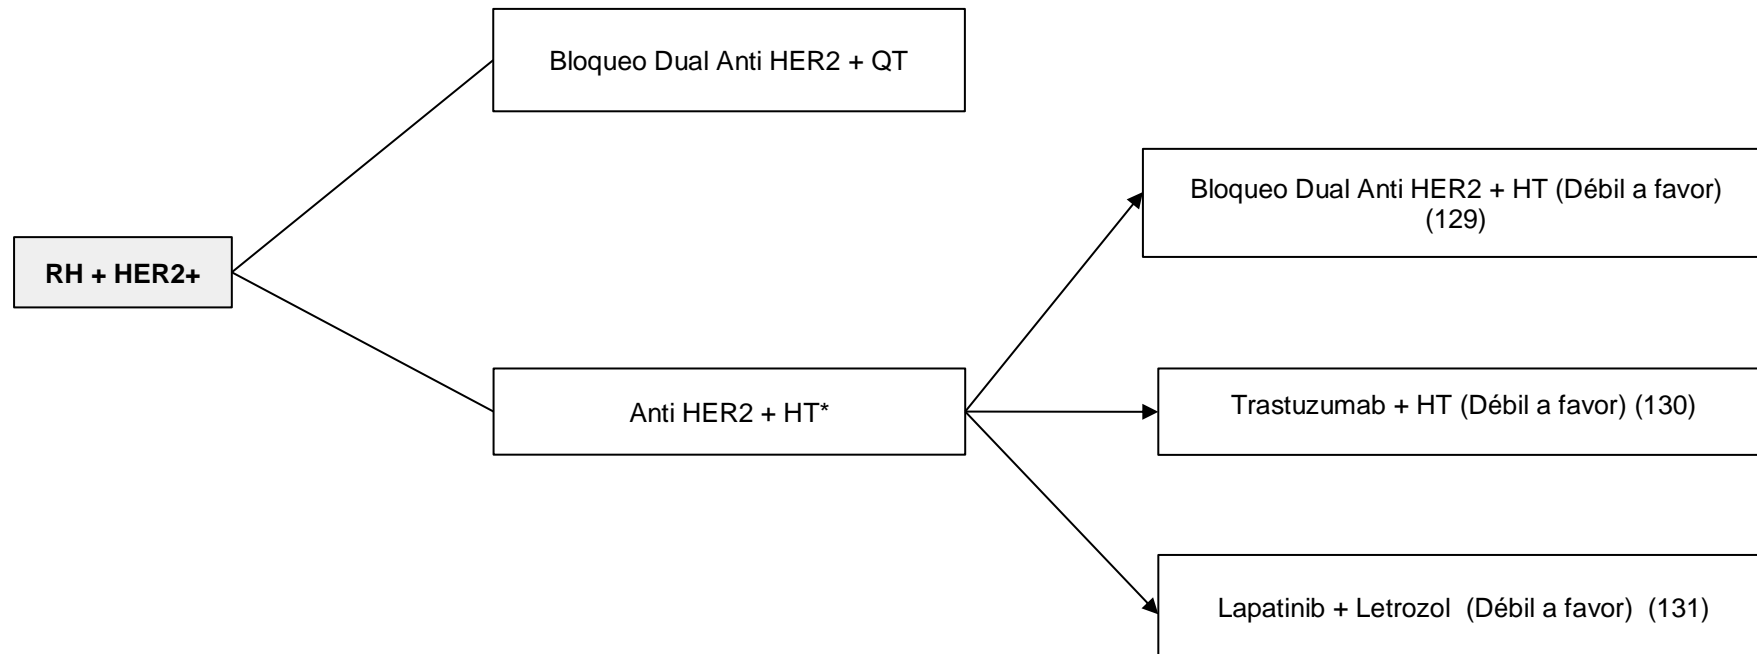 Bloqueo Dual Anti HER2 + QT
Bloqueo Dual Anti HER2 + HT (Débil a favor)
(129)
RH + HER2+
Anti HER2 + HT*
Trastuzumab + HT (Débil a favor) (130)
Lapatinib + Letrozol (Débil a favor) (131)